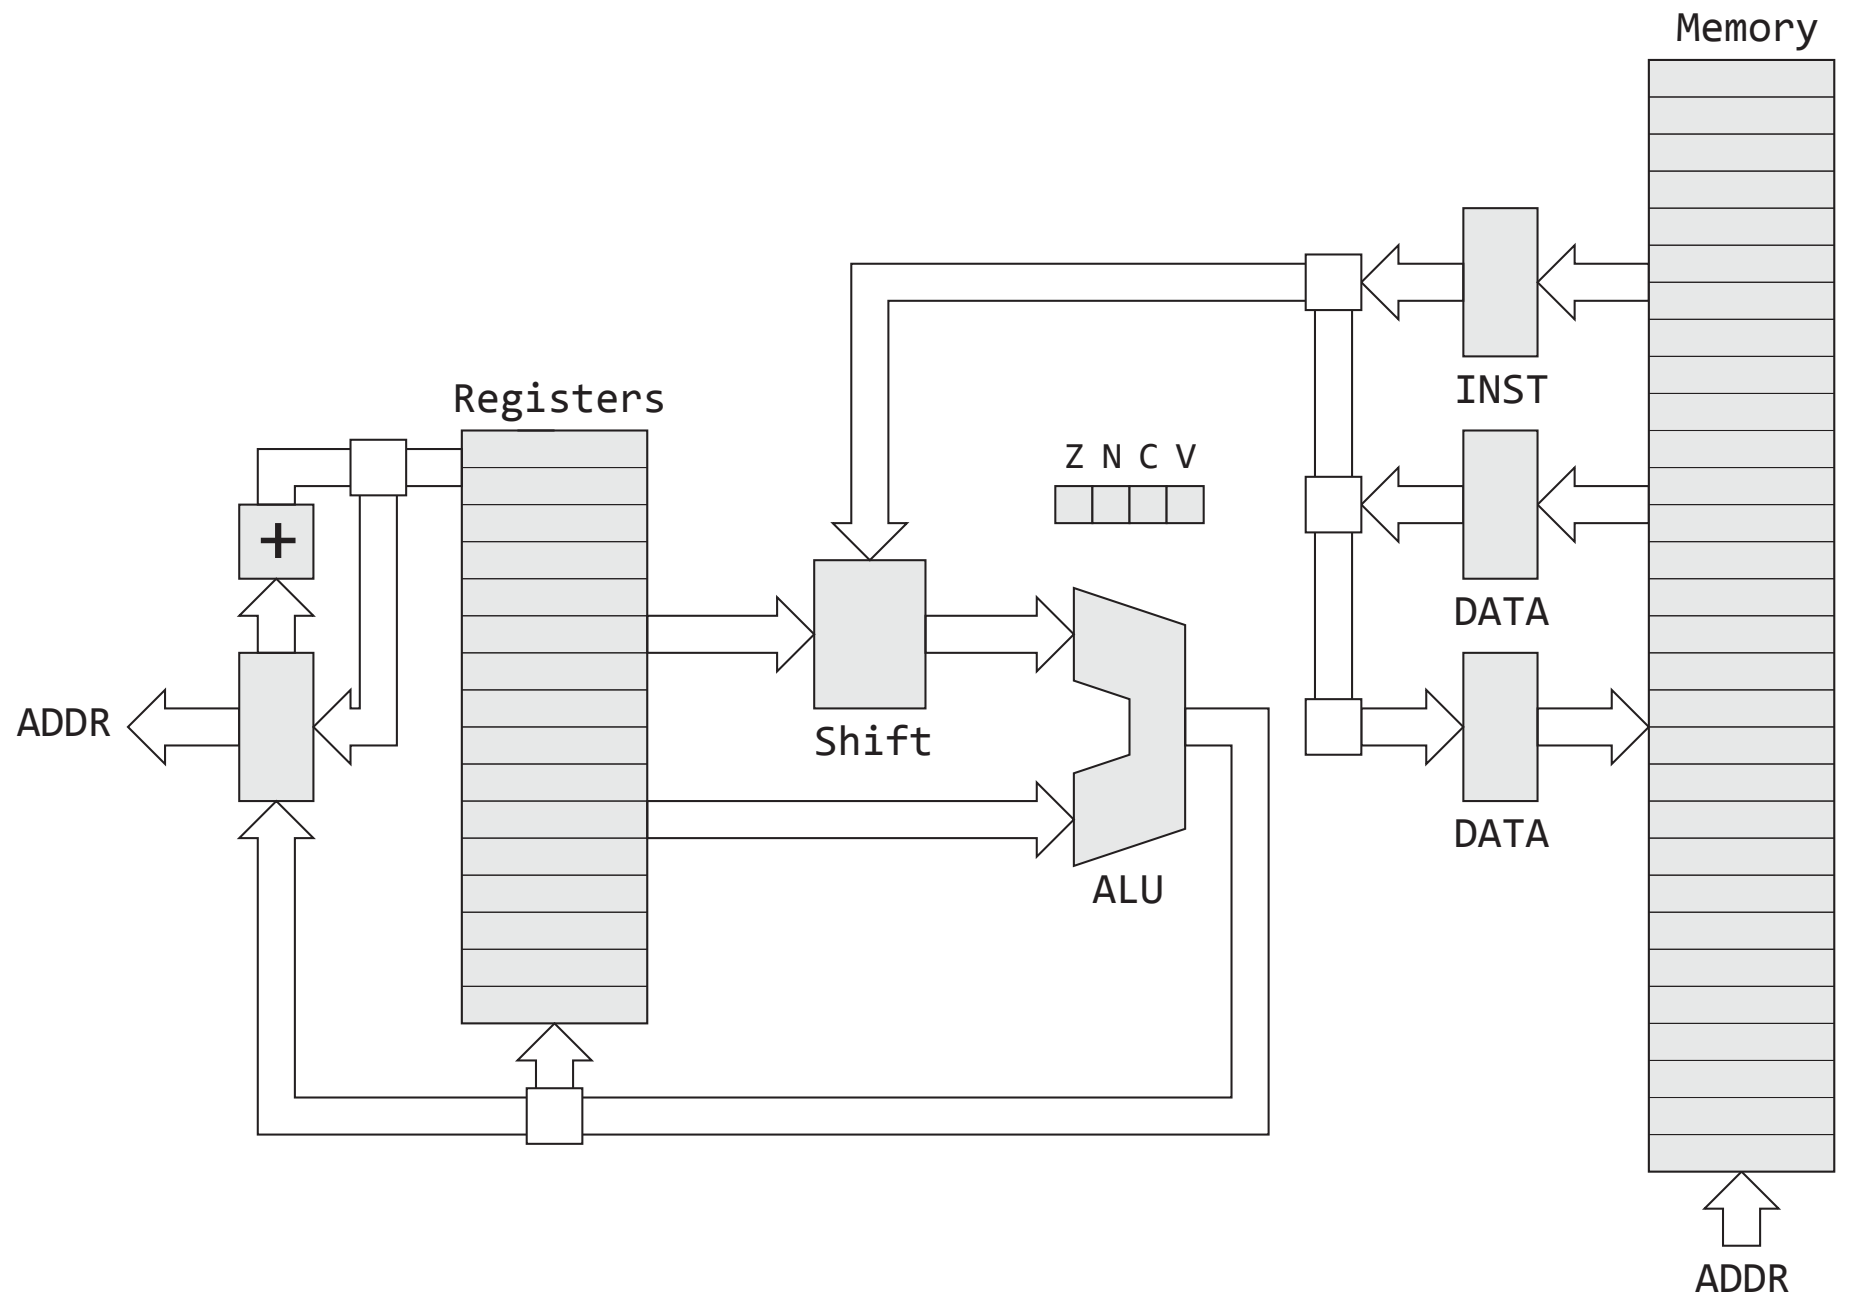 Memory
INST
Registers
Z N C V
+
DATA
ADDR
Shift
DATA
ALU
ADDR